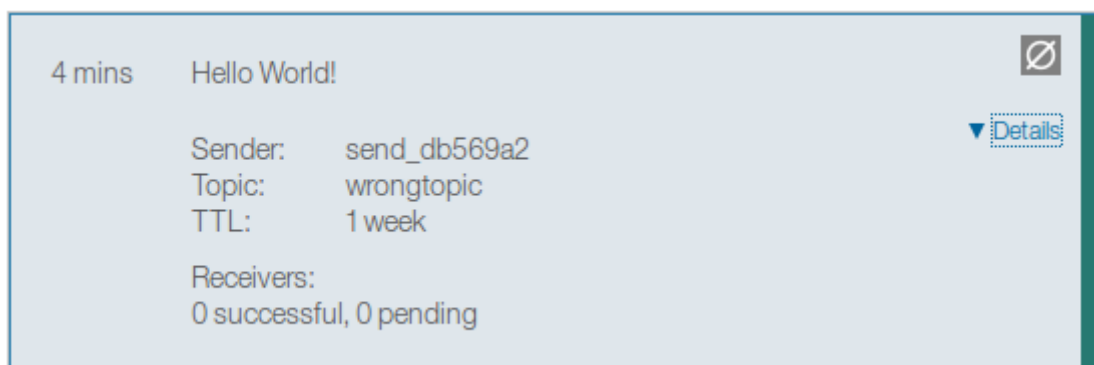 4 mins Hello World!
▼ Details
Sender: send_db569a2
Topic: wrongtopic
TTL: 1 week
Receivers:
0 successful, 0 pending